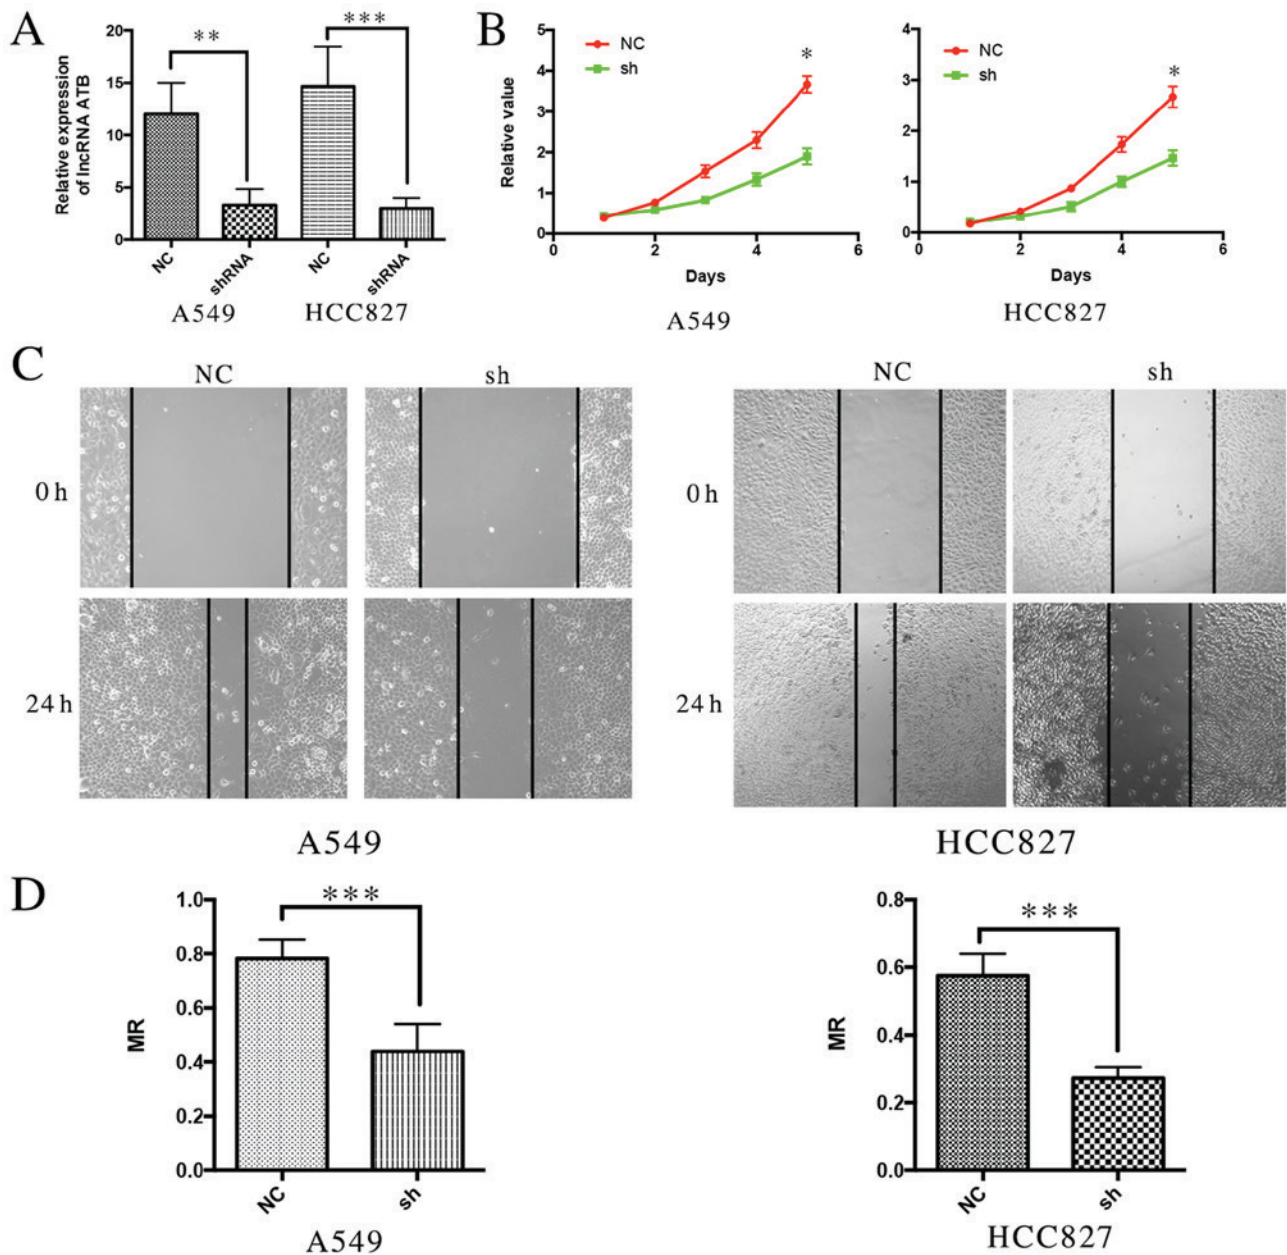 A
Relative expression
of lncRNA ATB
20
15
10
5
0
**
***
NC
shRNA
NC
shRNA
A549
HCC827
B
Relative value
5
4
3
2
1
0
NC
sh
*
0
2
4
6
Days
A549
4
3
2
1
0
NC
sh
*
0
2
4
6
Days
HCC827
C
NC
sh
NC
sh
0 h
0 h
24 h
24 h
A549
HCC827
D
MR
1.0
0.8
0.6
0.4
0.2
0.0
***
NC
sh
A549
MR
0.8
0.6
0.4
0.2
0.0
***
NC
sh
HCC827